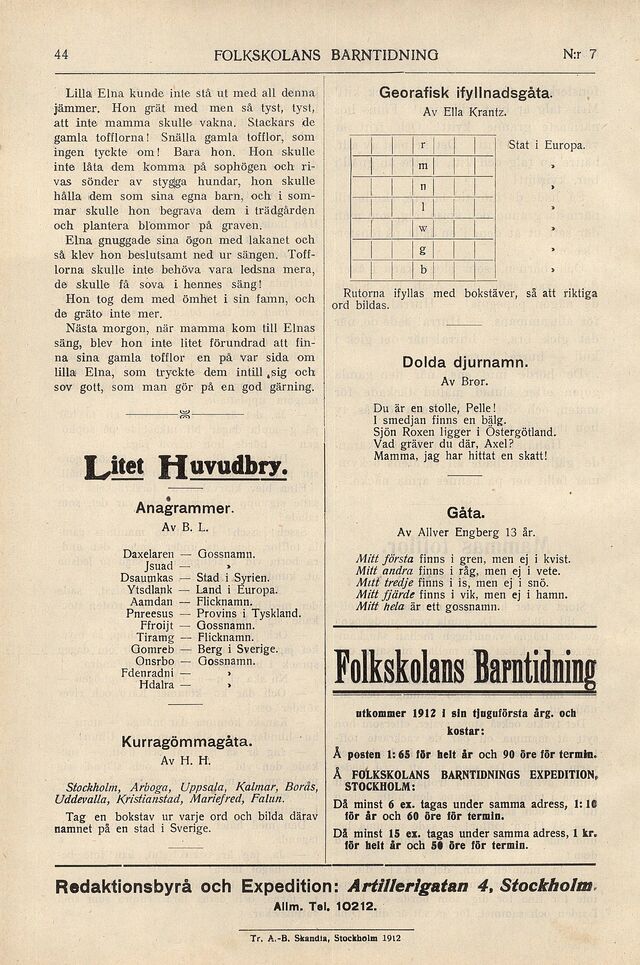 44 FOLKSKOLANS BARNTIDNING N:r 7
Lilla Elna kunde inte stå ut med all denna
jämmer. Hon grät med men så tyst, tyst,
att inte mamma skulle vakna. Stackars de
gamla tofflorna! Snälla gamla tofflor, som
ingen tyckte om! Bara hon. Hon skulle
inte låta dem komma på sophögen och ri-
vas sönder av stygga hundar, hon skulle
hålla dem som sina egna barn, och i som-
mar skulle hon begrava dem i trädgården
och plantera blommor på graven.
Elna gnuggade sina ögon med lakanet och
så klev hon beslutsamt ned ur sängen. Toff-
lorna skulle inte behöva vara ledsna mera,
de skulle få sova i hennes säng!
Hon tog dem med ömhet i sin famn, och
de gräto inte mer.
Nästa morgon, när mamma kom till Elnas
säng, blev hon inte litet förundrad att fin-
na sina gamla tofflor en på var sida om
lilla Elna, som tryckte dem intill sig och
sov gott, som man gör på en god gärning.
Litet Huvudbry.
Anagrammer.
Av B. L.
Daxelaren — Gossnamn.
Jsuad — »
Dsaumkas — Stad i Syrien.
Ytsdlank — Land i Europa.
Aamdan — Flicknamn.
Pnreesus — Provins i Tyskland.
Ffroijt — Gossnamn.
Tiramg — Flicknamn.
Gomreb — Berg i Sverige.
Onsrbo — Gossnamn.
Fdenradni — »
Hdalra — »
Kurragömmagåta.
Av H. H.
Stockholm, Arboga, Uppsala, Kalmar, Borås,
Uddevalla, Kristianstad, Mariefred, Falun.
Tag en bokstav ur varje ord och bilda därav
namnet på en stad i Sverige.
Georafisk ifyllnadsgåta.
Av Ella Krantz.
r Stat i Europa.
m »
n »
l »
w »
g »
b »
Rutorna ifyllas med bokstäver, så att riktiga
ord bildas.
Dolda djurnamn.
Av Bror.
Du är en stolle, Pelle!
I smedjan finns en bälg.
Sjön Roxen ligger i Östergötland.
Vad gräver du där, Axel?
Mamma, jag har hittat en skatt!
Gåta.
Av Allver Engberg 13 år.
Mitt första finns i gren, men ej i kvist.
Mitt andra finns i råg, men ej i vete.
Mitt tredje finns i is, men ej i snö.
Mitt fjärde finns i vik, men ej i hamn.
Mitt hela är ett gossnamn.
Folkskolans Barntidning
utkommer 1912 i sin tjuguförsta årg. och
kostar:
Å posten 1:65 för helt år och 90 öre för termin.
Å FOLKSKOLANS BARNTIDNINGS EXPEDITION,
STOCKHOLM:
Då minst 6 ex. tagas under samma adress, 1:10
för år och 60 öre för termin.
Då minst 15 ex. tagas under samma adress, 1 kr.
för helt år och 50 öre för termin.
Redaktionsbyrå och Expedition: Artillerigatan 4, Stockholm.
Allm. Tel. 10212.
Tr. A.-B. Skandia, Stockholm 1912